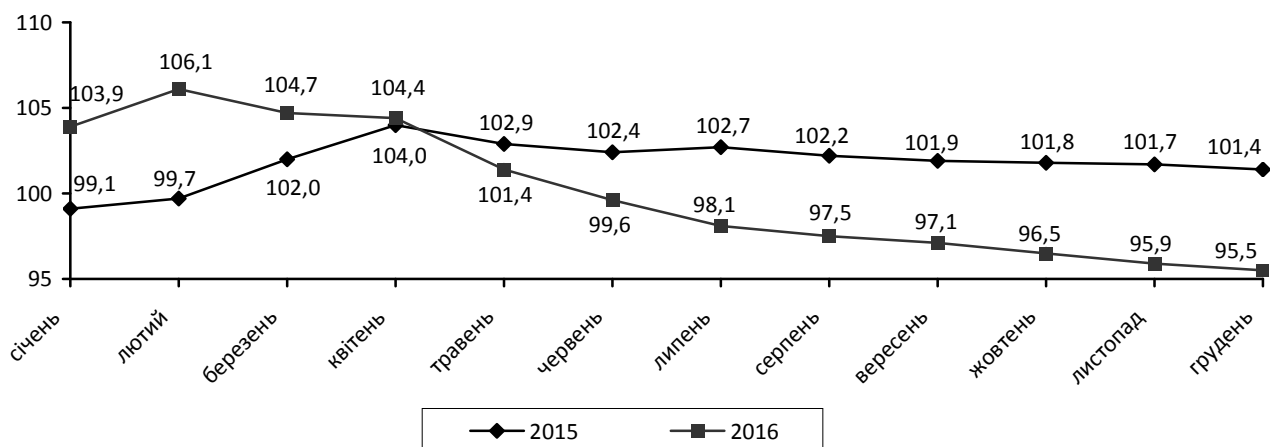 110
105
100
95
103,9
106,1
104,7
104,4
102,9
102,4
102,7
102,2
101,9
101,8
101,7
101,4
99,1
99,7
102,0
104,0
101,4
99,6
98,1
97,5
97,1
96,5
95,9
95,5
січень
лютий
березень
квітень
травень
червень
липень
серпень
вересень
жовтень
листопад
грудень
2015
2016